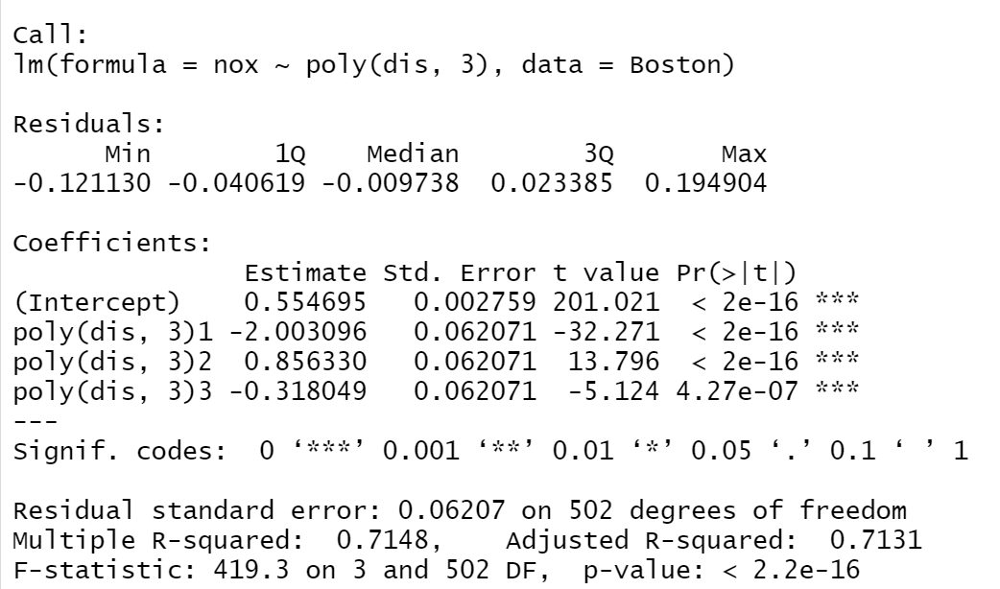 Call:
lm(formula = nox ~ poly(dis, 3), data = Boston)
Residuals:
Min 1Q Median 3Q Max
-0.121130 -0.040619 -0.009738 0.023385 0.194904
Coefficients:
Estimate Std. Error t value Pr(>|t|)
(Intercept) 0.554695 0.002759 201.021 < 2e-16 ***
poly(dis, 3)1 -2.003096 0.062071 -32.271 < 2e-16 ***
poly(dis, 3)2 0.856330 0.062071 13.796 < 2e-16 ***
poly(dis, 3)3 -0.318049 0.062071 -5.124 4.27e-07 ***
---
Signif. codes: 0 ‘***’ 0.001 ‘**’ 0.01 ‘*’ 0.05 ‘.’ 0.1 ‘ ’ 1
Residual standard error: 0.06207 on 502 degrees of freedom
Multiple R-squared: 0.7148, Adjusted R-squared: 0.7131
F-statistic: 419.3 on 3 and 502 DF, p-value: < 2.2e-16